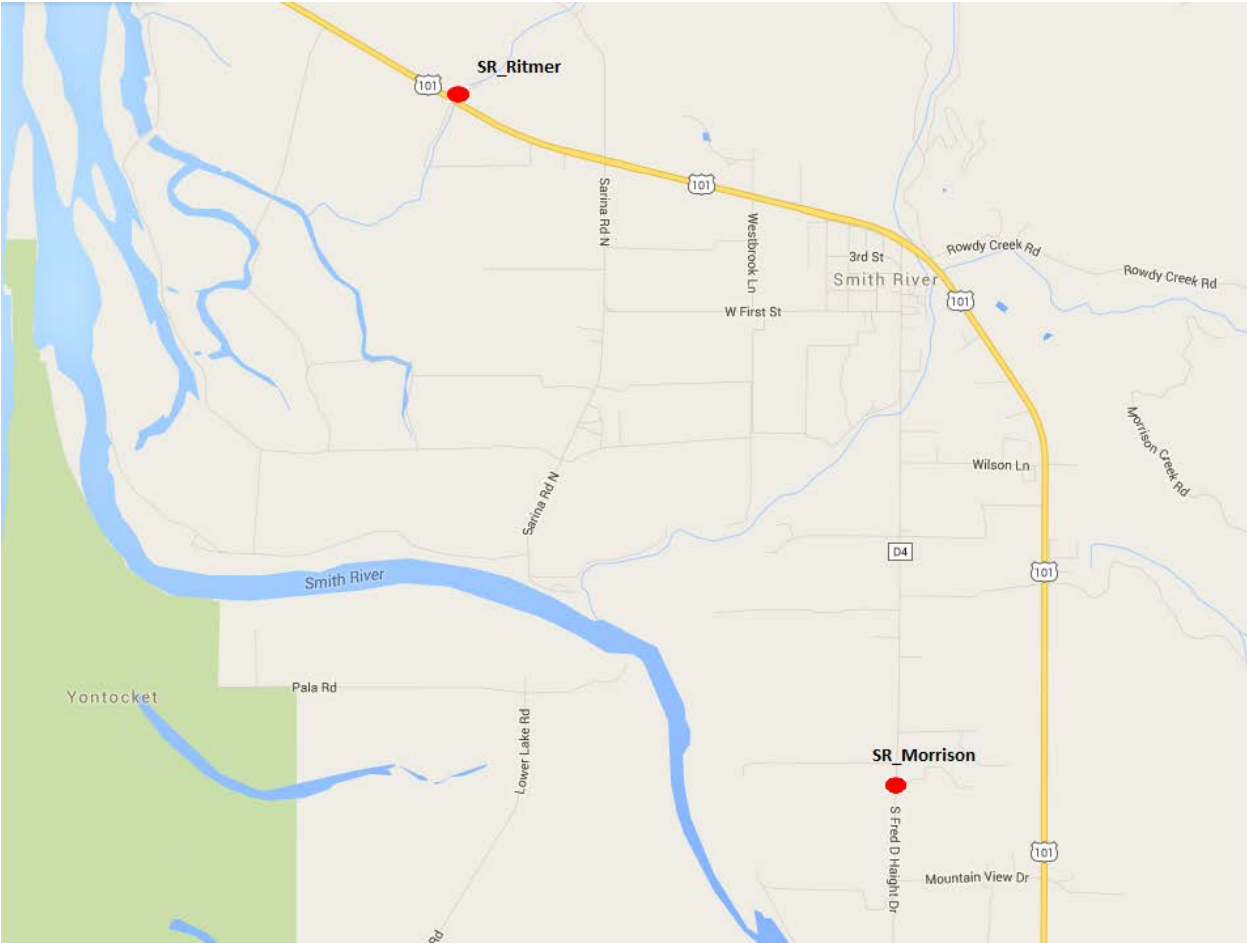 SR_Ritmer
101
101
Sarina Rd N
Westbrook Ln
3rd St
Smith River
Rowdy Creek Rd
Rowdy Creek Rd
101
W First St
Morrison Creek Rd
Wilson Ln
Sarina Rd N
D4
101
Smith River
Yontocket
Pala Rd
Lower Lake Rd
SR_Morrison
S Fred D Haight Dr
101
Mountain View Dr
Rd